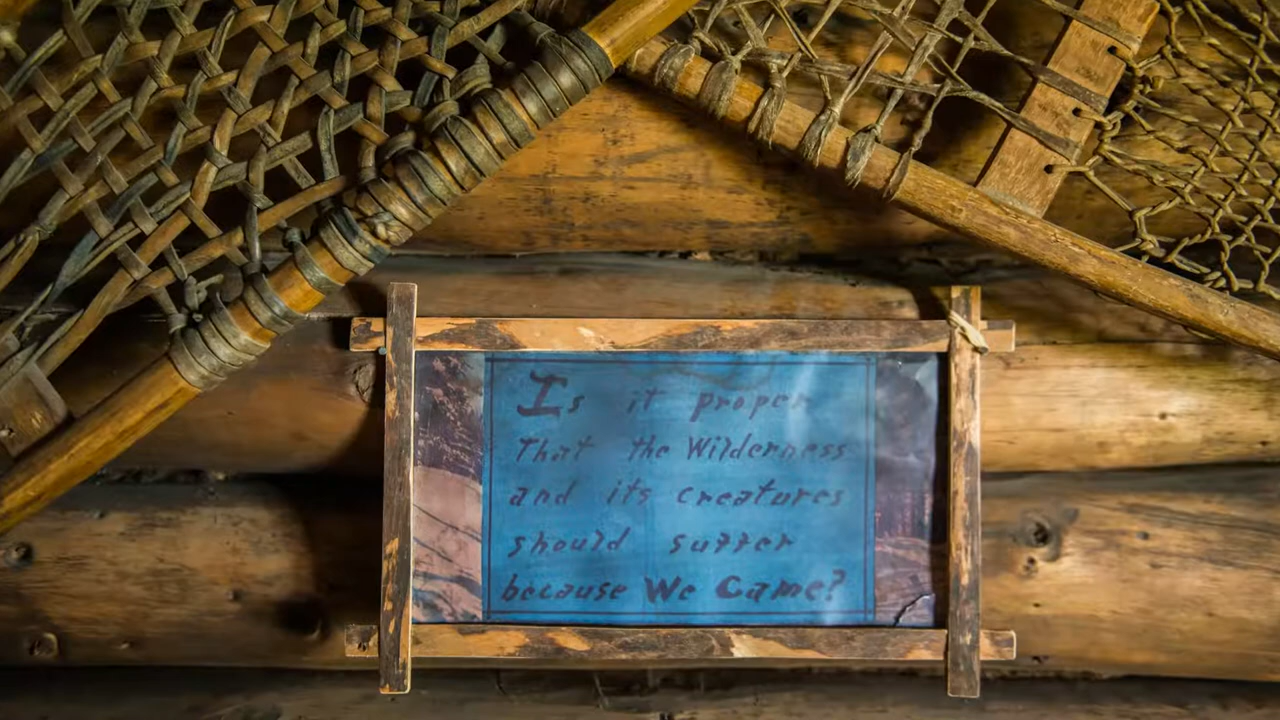 Is it proper
That the Wilderness
and its creatures
should suffer
because We Came?